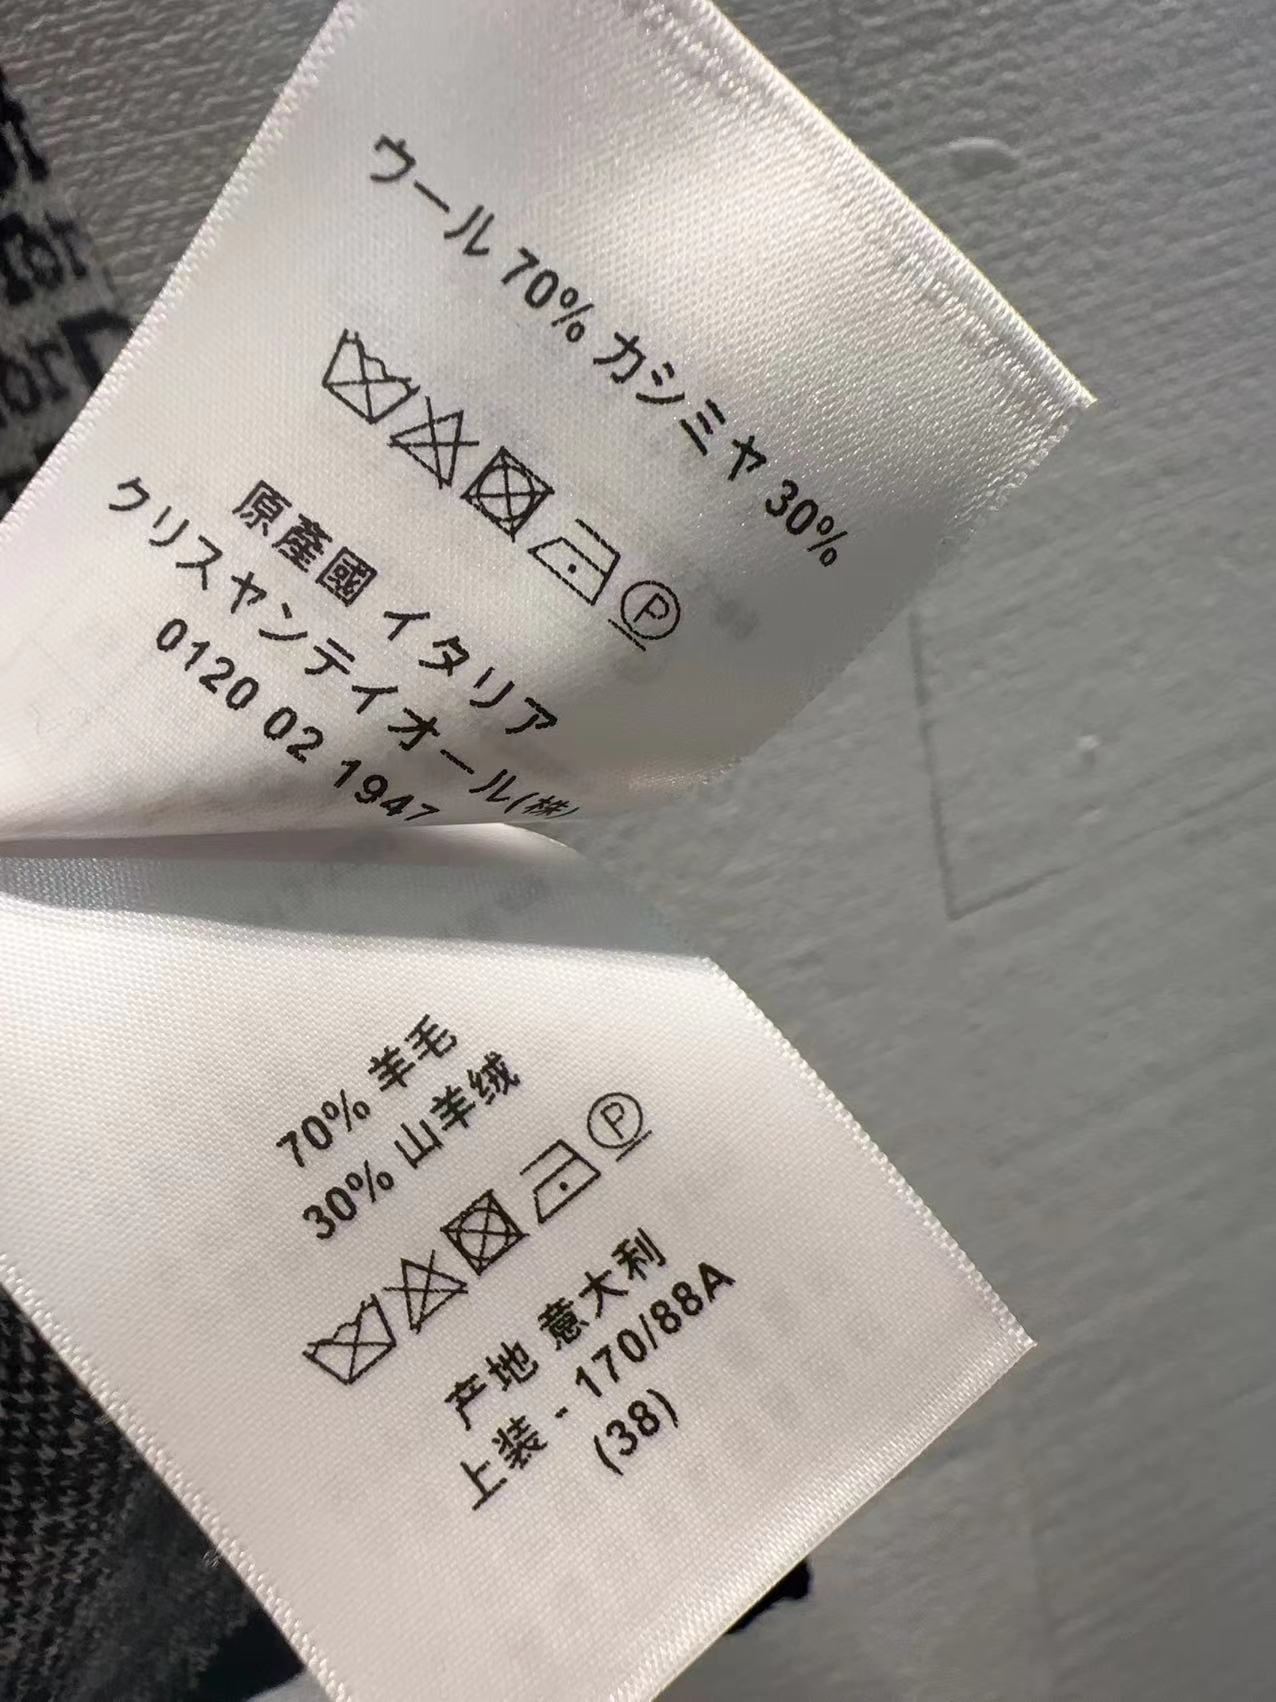 ウール 70% カシミヤ 30%
P
原產國 イタリア
クリスヤンテイオール(株)
0120 02 1947
70% 羊毛
30% 山羊绒
P
产地 意大利
上装 - 170/88A
(38)